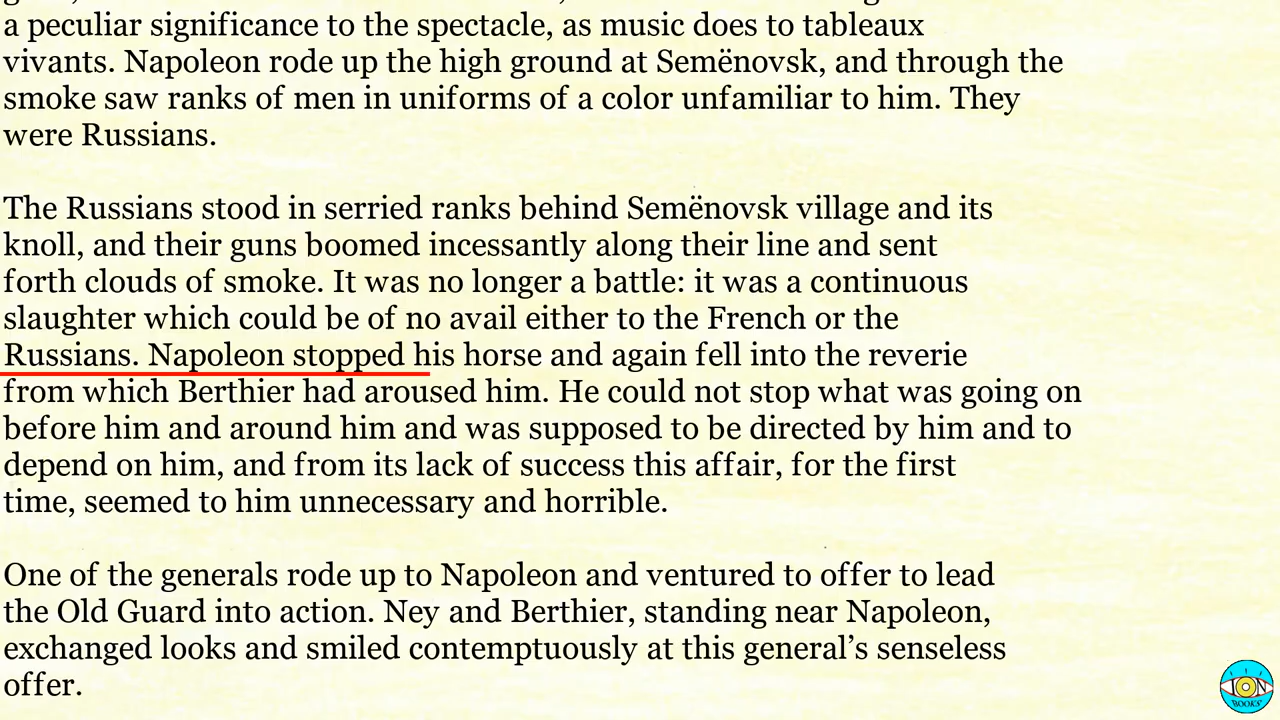 a peculiar significance to the spectacle, as music does to tableaux
vivants. Napoleon rode up the high ground at Semënovsk, and through the
smoke saw ranks of men in uniforms of a color unfamiliar to him. They
were Russians.
The Russians stood in serried ranks behind Semënovsk village and its
knoll, and their guns boomed incessantly along their line and sent
forth clouds of smoke. It was no longer a battle: it was a continuous
slaughter which could be of no avail either to the French or the
Russians. Napoleon stopped his horse and again fell into the reverie
from which Berthier had aroused him. He could not stop what was going on
before him and around him and was supposed to be directed by him and to
depend on him, and from its lack of success this affair, for the first
time, seemed to him unnecessary and horrible.
One of the generals rode up to Napoleon and ventured to offer to lead
the Old Guard into action. Ney and Berthier, standing near Napoleon,
exchanged looks and smiled contemptuously at this general’s senseless
offer.
ION
BOOKS